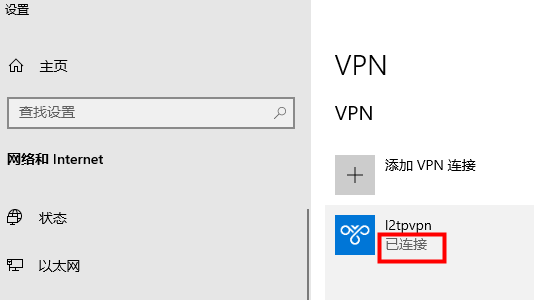 设置
主页
查找设置
网络和 Internet
状态
以太网
VPN
VPN
添加 VPN 连接
l2tpvpn
已连接